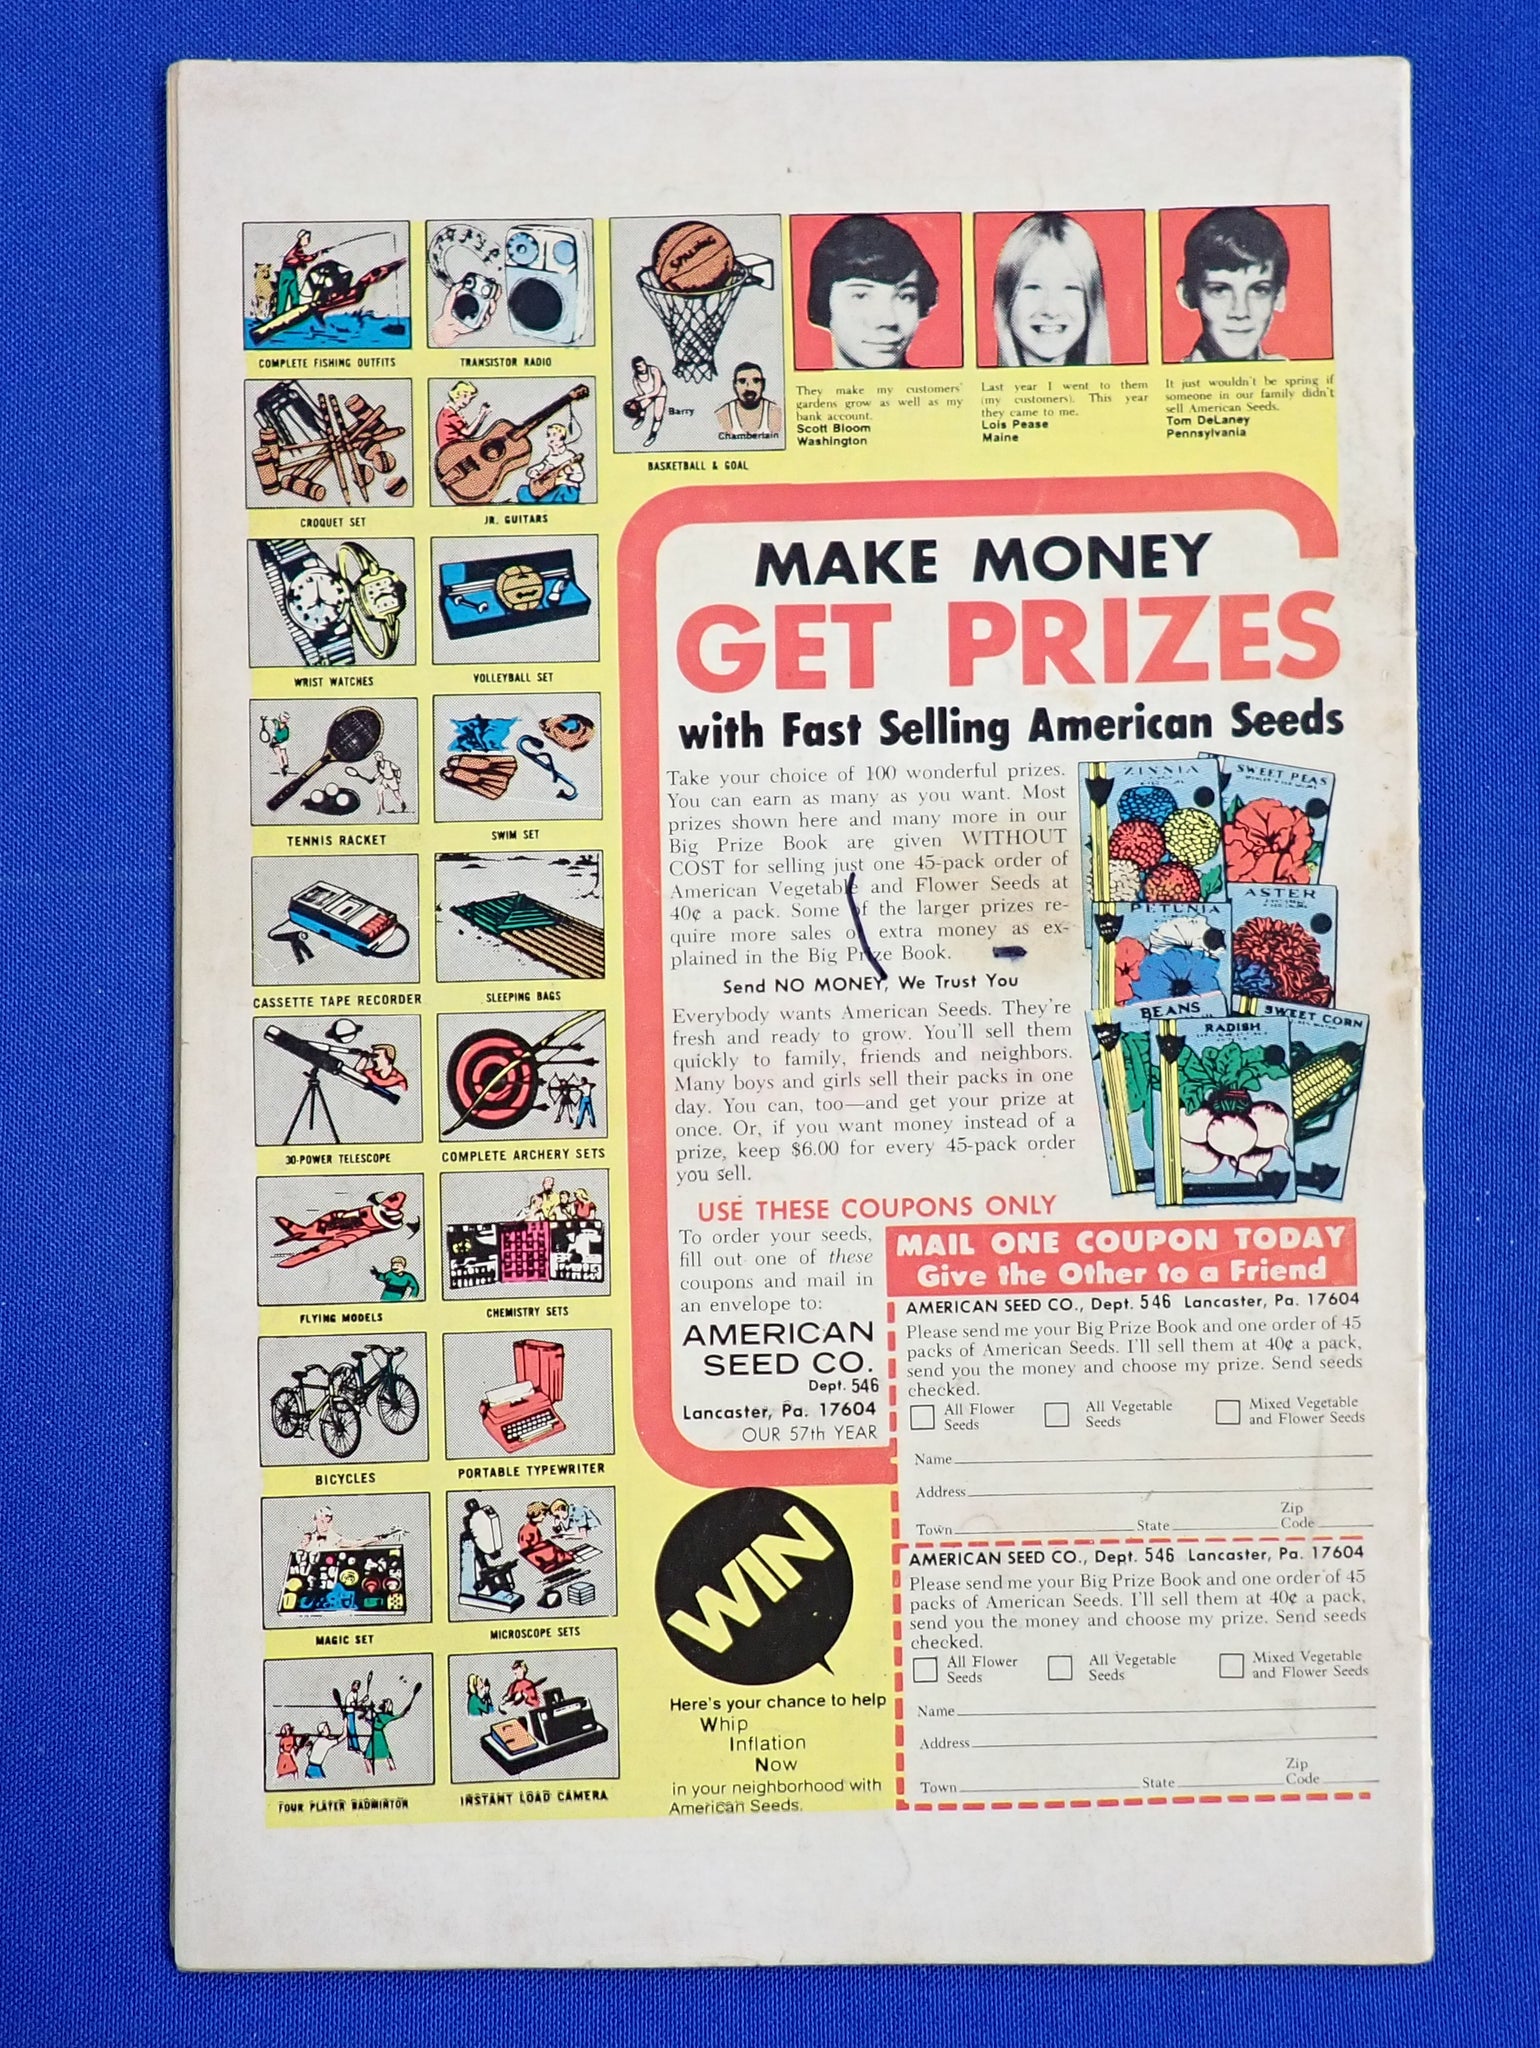 COMPLETE FISHING OUTFITS
TRANSISTOR RADIO
SPALDING
Barry
Chamberlain
BASKETBALL & GOAL
They make my customers'
gardens grow as well as my
bank account.
Scott Bloom
Washington
Last year I went to them
(my customers). This year
they came to me.
Lois Pease
Maine
It just wouldn't be spring if
someone in our family didn't
sell American Seeds.
Tom DeLaney
Pennsylvania
CROQUET SET
JR. GUITARS
WRIST WATCHES
VOLLEYBALL SET
TENNIS RACKET
SWIM SET
CASSETTE TAPE RECORDER
SLEEPING BAGS
30-POWER TELESCOPE
COMPLETE ARCHERY SETS
FLYING MODELS
CHEMISTRY SETS
BICYCLES
PORTABLE TYPEWRITER
MAGIC SET
MICROSCOPE SETS
FOUR PLAYER BADMINTON
INSTANT LOAD CAMERA
MAKE MONEY
GET PRIZES
with Fast Selling American Seeds
Take your choice of 100 wonderful prizes.
You can earn as many as you want. Most
prizes shown here and many more in our
Big Prize Book are given WITHOUT
COST for selling just one 45-pack order of
American Vegetable and Flower Seeds at
40¢ a pack. Some of the larger prizes re-
quire more sales or extra money as ex-
plained in the Big Prize Book.
Send NO MONEY, We Trust You
Everybody wants American Seeds. They're
fresh and ready to grow. You'll sell them
quickly to family, friends and neighbors.
Many boys and girls sell their packs in one
day. You can, too—and get your prize at
once. Or, if you want money instead of a
prize, keep $6.00 for every 45-pack order
you sell.
ZINNIA
SWEET PEAS
ASTER
PETUNIA
BEANS
RADISH
SWEET CORN
USE THESE COUPONS ONLY
To order your seeds,
fill out one of these
coupons and mail in
an envelope to:
AMERICAN
SEED CO.
Dept. 546
Lancaster, Pa. 17604
OUR 57th YEAR
MAIL ONE COUPON TODAY
Give the Other to a Friend
AMERICAN SEED CO., Dept. 546 Lancaster, Pa. 17604
Please send me your Big Prize Book and one order of 45
packs of American Seeds. I'll sell them at 40¢ a pack,
send you the money and choose my prize. Send seeds
checked.
All Flower Seeds
All Vegetable Seeds
Mixed Vegetable and Flower Seeds
Name
Address
Town State Zip Code
AMERICAN SEED CO., Dept. 546 Lancaster, Pa. 17604
Please send me your Big Prize Book and one order of 45
packs of American Seeds. I'll sell them at 40¢ a pack,
send you the money and choose my prize. Send seeds
checked.
All Flower Seeds
All Vegetable Seeds
Mixed Vegetable and Flower Seeds
Name
Address
Town State Zip Code
WIN
Here's your chance to help
Whip
Inflation
Now
in your neighborhood with
American Seeds.